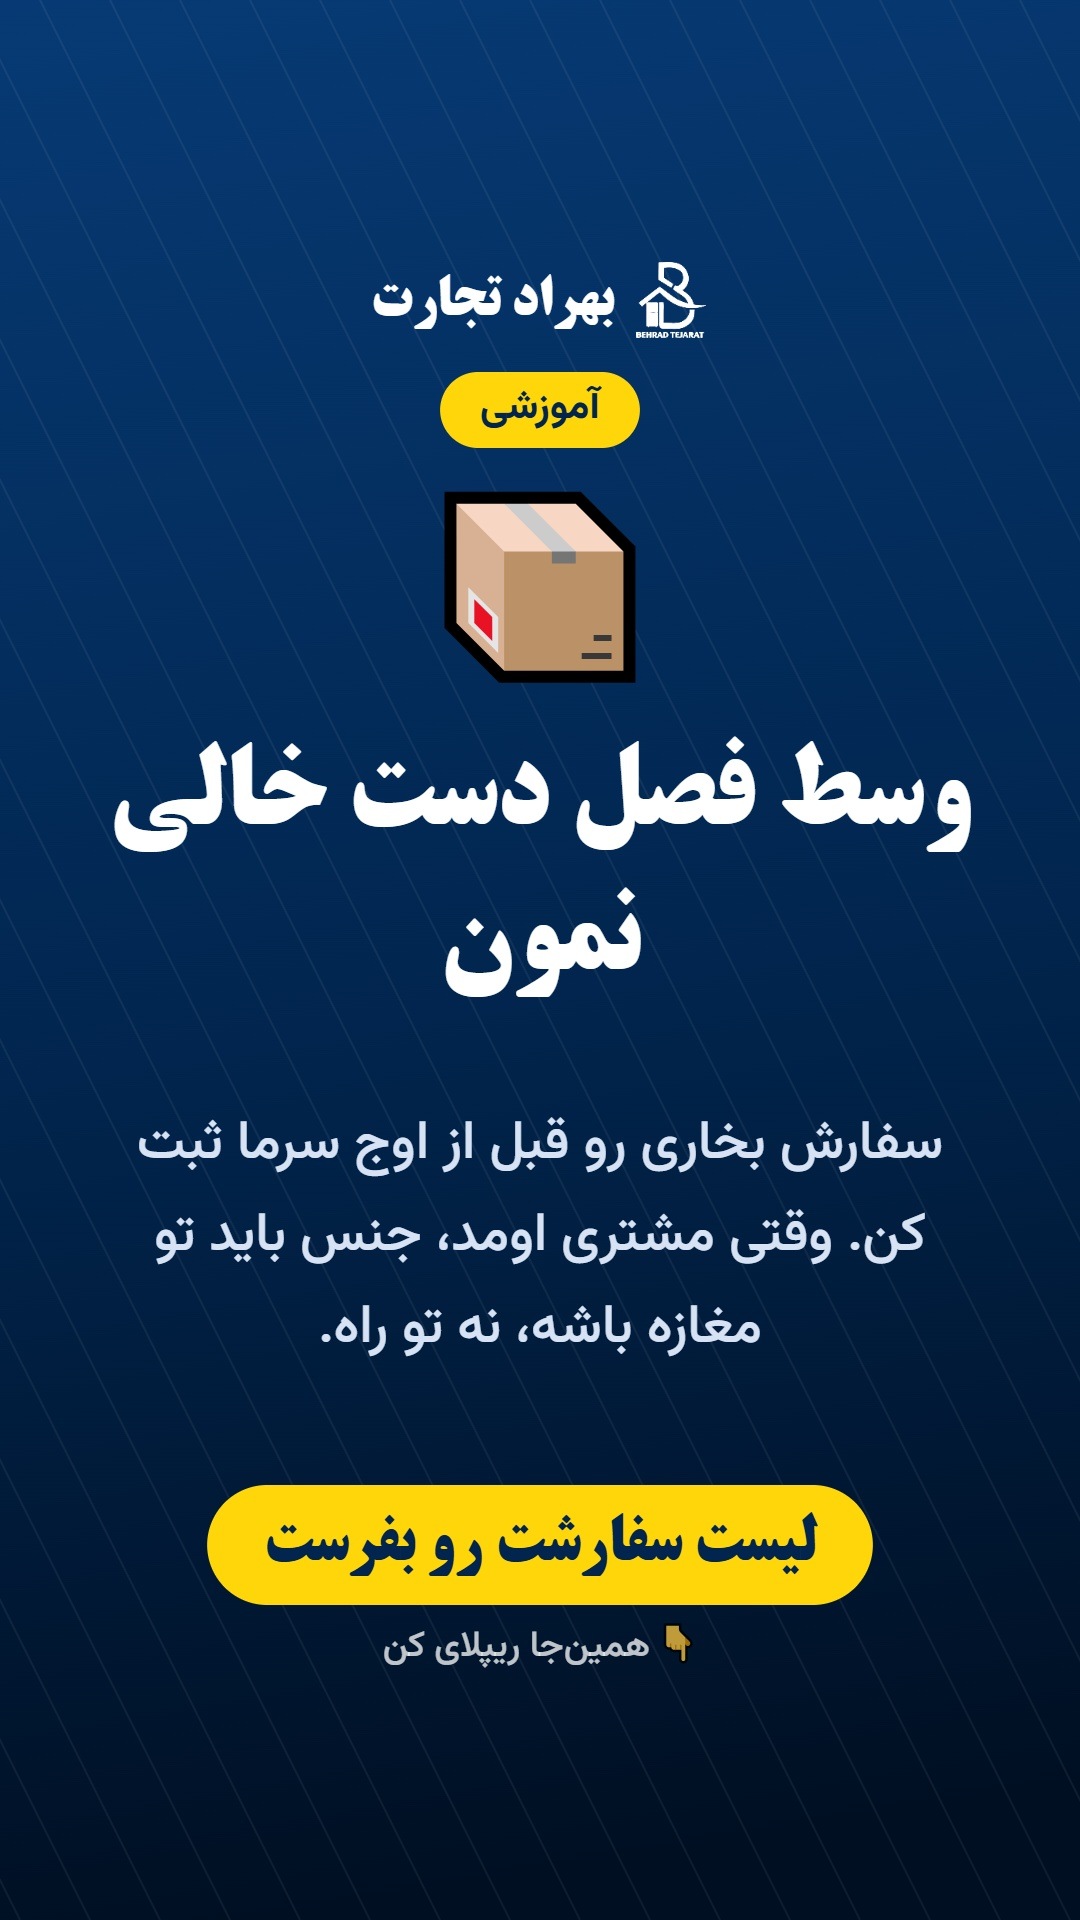 بهراد تجارت
BEHRAD TEJARAT
آموزشی
وسط فصل دست خالی
نمون
سفارش بخاری رو قبل از اوج سرما ثبت
کن. وقتی مشتری اومد، جنس باید تو
مغازه باشه، نه تو راه.
لیست سفارشت رو بفرست
👇 همین‌جا ریپلای کن